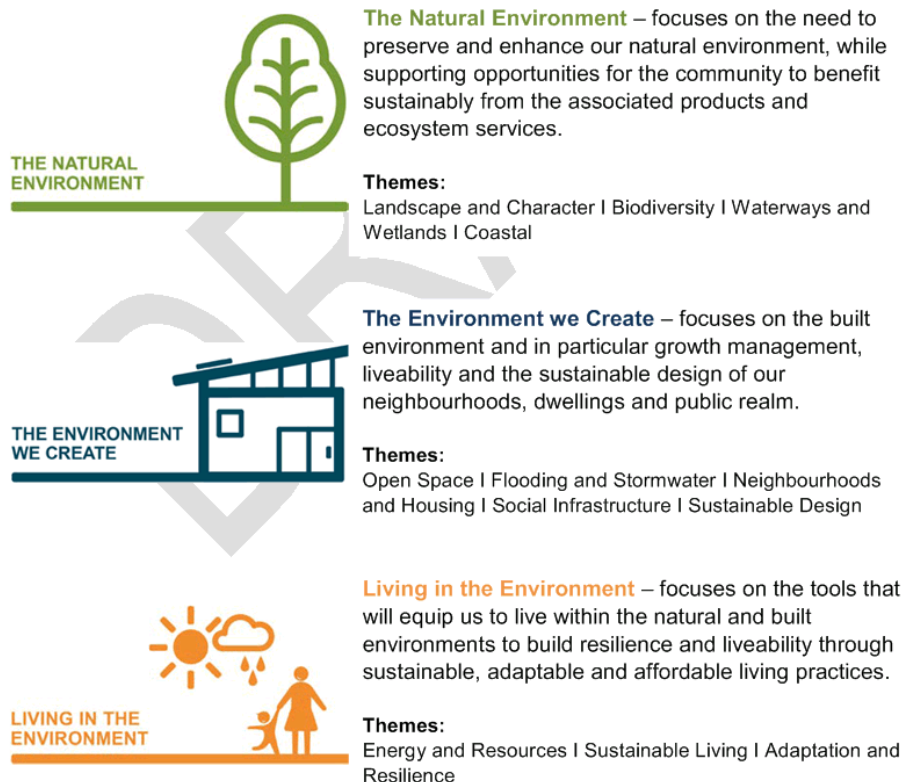 The Natural Environment – focuses on the need to
preserve and enhance our natural environment, while
supporting opportunities for the community to benefit
sustainably from the associated products and
ecosystem services.
THE NATURAL
ENVIRONMENT
Themes:
Landscape and Character I Biodiversity I Waterways and
Wetlands I Coastal
The Environment we Create – focuses on the built
environment and in particular growth management,
liveability and the sustainable design of our
neighbourhoods, dwellings and public realm.
THE ENVIRONMENT
WE CREATE
Themes:
Open Space I Flooding and Stormwater I Neighbourhoods
and Housing I Social Infrastructure I Sustainable Design
Living in the Environment – focuses on the tools that
will equip us to live within the natural and built
environments to build resilience and liveability through
sustainable, adaptable and affordable living practices.
LIVING IN THE
ENVIRONMENT
Themes:
Energy and Resources I Sustainable Living I Adaptation and
Resilience